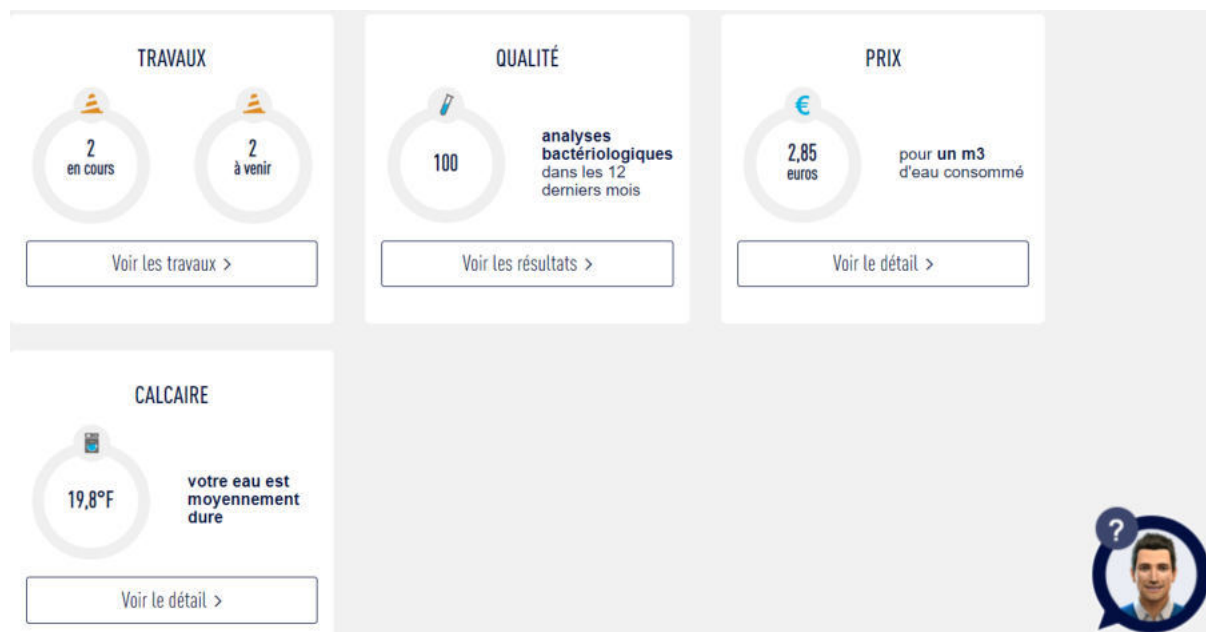 TRAVAUX
2
en cours
2
à venir
Voir les travaux >
QUALITÉ
100
analyses
bactériologiques
dans les 12
derniers mois
Voir les résultats >
PRIX
€
2,85
euros
pour un m3
d'eau consommé
Voir le détail >
CALCAIRE
19,8°F
votre eau est
moyennement
dure
Voir le détail >
?